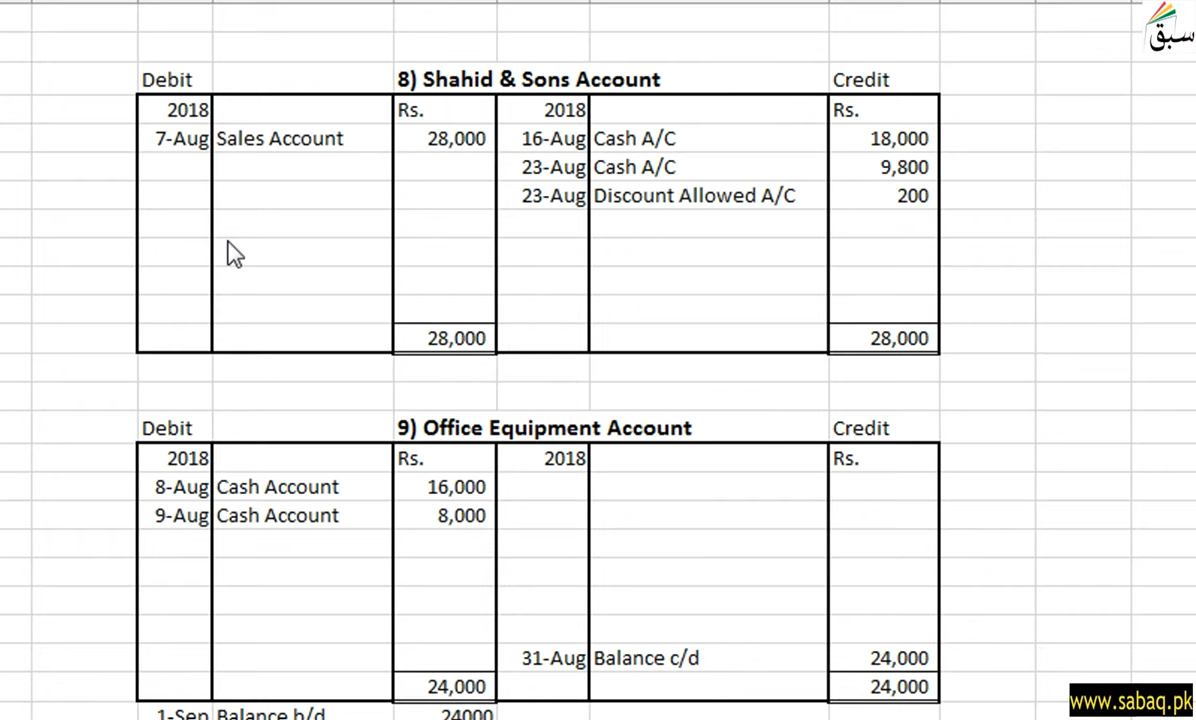 سبق
Debit 8) Shahid & Sons Account Credit
2018 Rs. 2018 Rs.
7-Aug Sales Account 28,000 16-Aug Cash A/C 18,000
23-Aug Cash A/C 9,800
23-Aug Discount Allowed A/C 200
28,000 28,000
Debit 9) Office Equipment Account Credit
2018 Rs. 2018 Rs.
8-Aug Cash Account 16,000
9-Aug Cash Account 8,000
31-Aug Balance c/d 24,000
24,000 24,000
1-Sep Balance b/d 24000
www.sabaq.pk